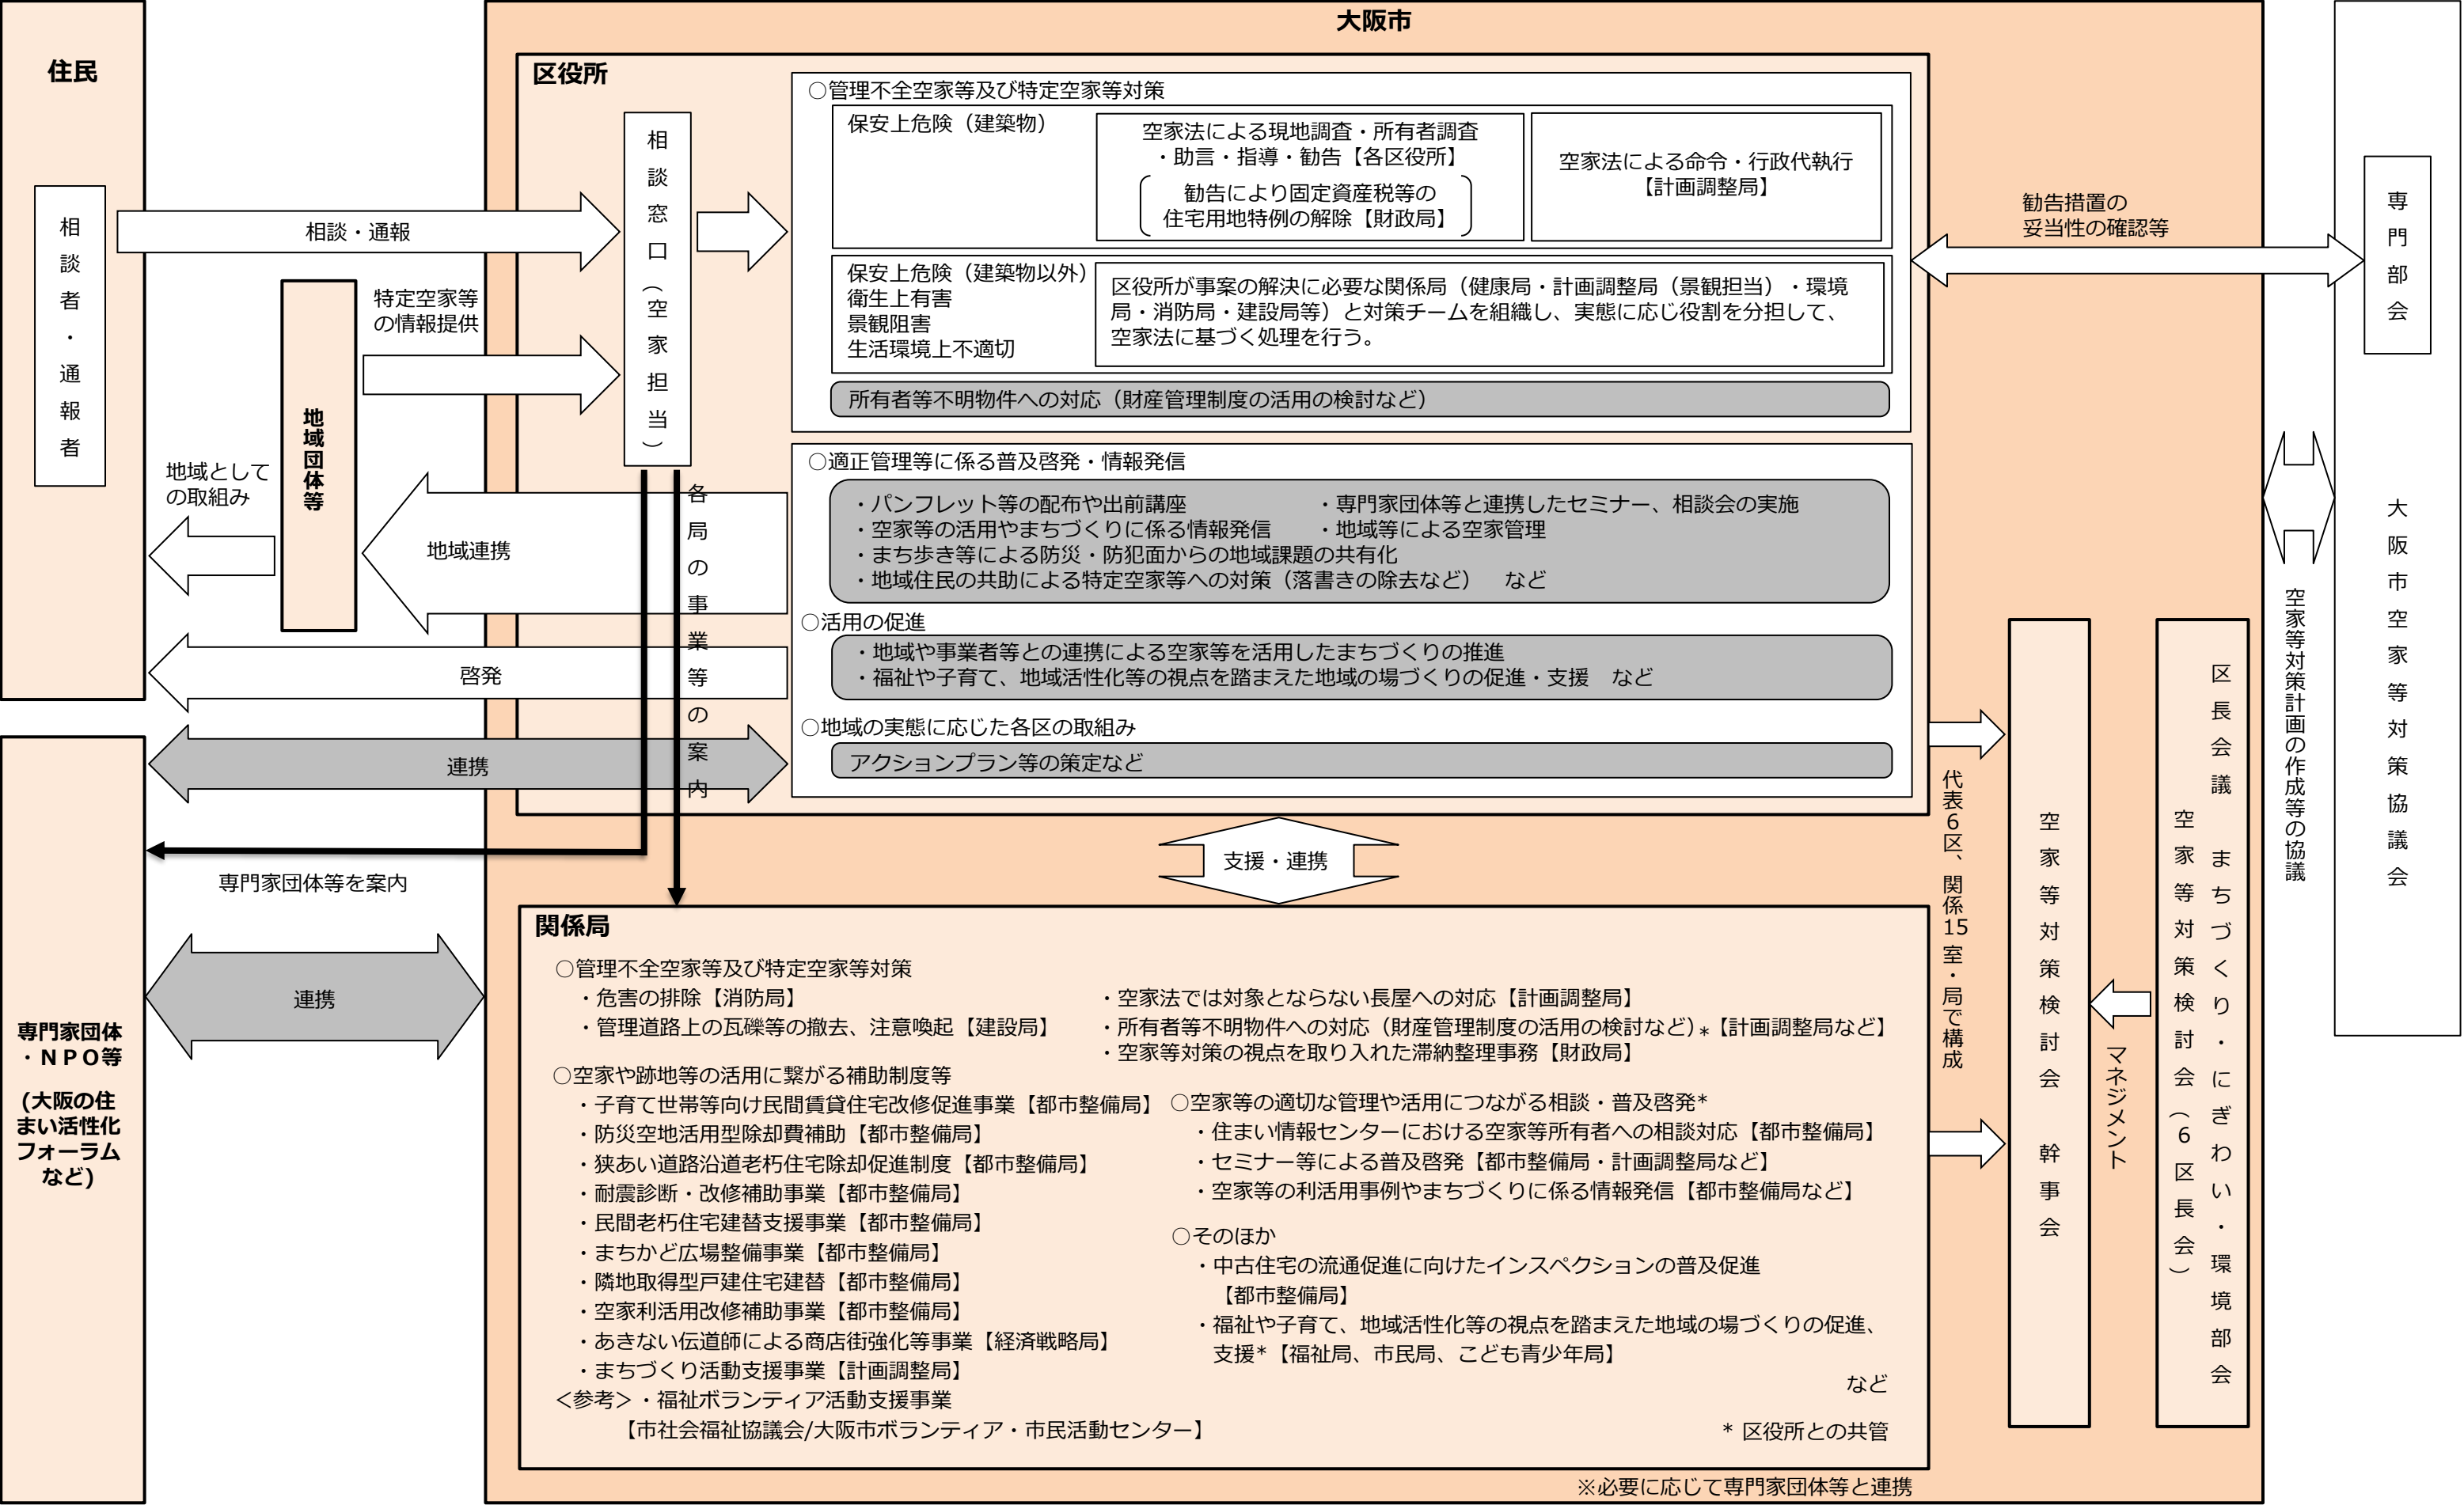 大阪市
住民
相談者・通報者
相談・通報
特定空家等
の情報提供
地域団体等
地域として
の取組み
地域連携
啓発
連携
専門家団体等を案内
連携
専門家団体
・ＮＰＯ等
(大阪の住
まい活性化
フォーラム
など)
区役所
相談窓口（空家担当）
各局の事業等の案内
○管理不全空家等及び特定空家等対策
保安上危険（建築物）
空家法による現地調査・所有者調査
・助言・指導・勧告【各区役所】
勧告により固定資産税等の
住宅用地特例の解除【財政局】
空家法による命令・行政代執行
【計画調整局】
保安上危険（建築物以外）
衛生上有害
景観阻害
生活環境上不適切
区役所が事案の解決に必要な関係局（健康局・計画調整局（景観担当）・環境
局・消防局・建設局等）と対策チームを組織し、実態に応じ役割を分担して、
空家法に基づく処理を行う。
所有者等不明物件への対応（財産管理制度の活用の検討など）
○適正管理等に係る普及啓発・情報発信
・パンフレット等の配布や出前講座　・専門家団体等と連携したセミナー、相談会の実施
・空家等の活用やまちづくりに係る情報発信　・地域等による空家管理
・まち歩き等による防災・防犯面からの地域課題の共有化
・地域住民の共助による特定空家等への対策（落書きの除去など）　など
○活用の促進
・地域や事業者等との連携による空家等を活用したまちづくりの推進
・福祉や子育て、地域活性化等の視点を踏まえた地域の場づくりの促進・支援　など
○地域の実態に応じた各区の取組み
アクションプラン等の策定など
支援・連携
関係局
○管理不全空家等及び特定空家等対策
・危害の排除【消防局】
・管理道路上の瓦礫等の撤去、注意喚起【建設局】
・空家法では対象とならない長屋への対応【計画調整局】
・所有者等不明物件への対応（財産管理制度の活用の検討など）*【計画調整局など】
・空家等対策の視点を取り入れた滞納整理事務【財政局】
○空家や跡地等の活用に繋がる補助制度等
・子育て世帯等向け民間賃貸住宅改修促進事業【都市整備局】
・防災空地活用型除却費補助【都市整備局】
・狭あい道路沿道老朽住宅除却促進制度【都市整備局】
・耐震診断・改修補助事業【都市整備局】
・民間老朽住宅建替支援事業【都市整備局】
・まちかど広場整備事業【都市整備局】
・隣地取得型戸建住宅建替【都市整備局】
・空家利活用改修補助事業【都市整備局】
・あきない伝道師による商店街強化等事業【経済戦略局】
・まちづくり活動支援事業【計画調整局】
＜参考＞・福祉ボランティア活動支援事業
【市社会福祉協議会/大阪市ボランティア・市民活動センター】
○空家等の適切な管理や活用につながる相談・普及啓発*
・住まい情報センターにおける空家等所有者への相談対応【都市整備局】
・セミナー等による普及啓発【都市整備局・計画調整局など】
・空家等の利活用事例やまちづくりに係る情報発信【都市整備局など】
○そのほか
・中古住宅の流通促進に向けたインスペクションの普及促進
【都市整備局】
・福祉や子育て、地域活性化等の視点を踏まえた地域の場づくりの促進、
支援*【福祉局、市民局、こども青少年局】
など
* 区役所との共管
※必要に応じて専門家団体等と連携
代表6区、関係15室・局で構成
空家等対策検討会　幹事会
マネジメント
区長会議　まちづくり・にぎわい・環境部会
空家等対策検討会（6区長会）
勧告措置の
妥当性の確認等
空家等対策計画の作成等の協議
専門部会
大阪市空家等対策協議会